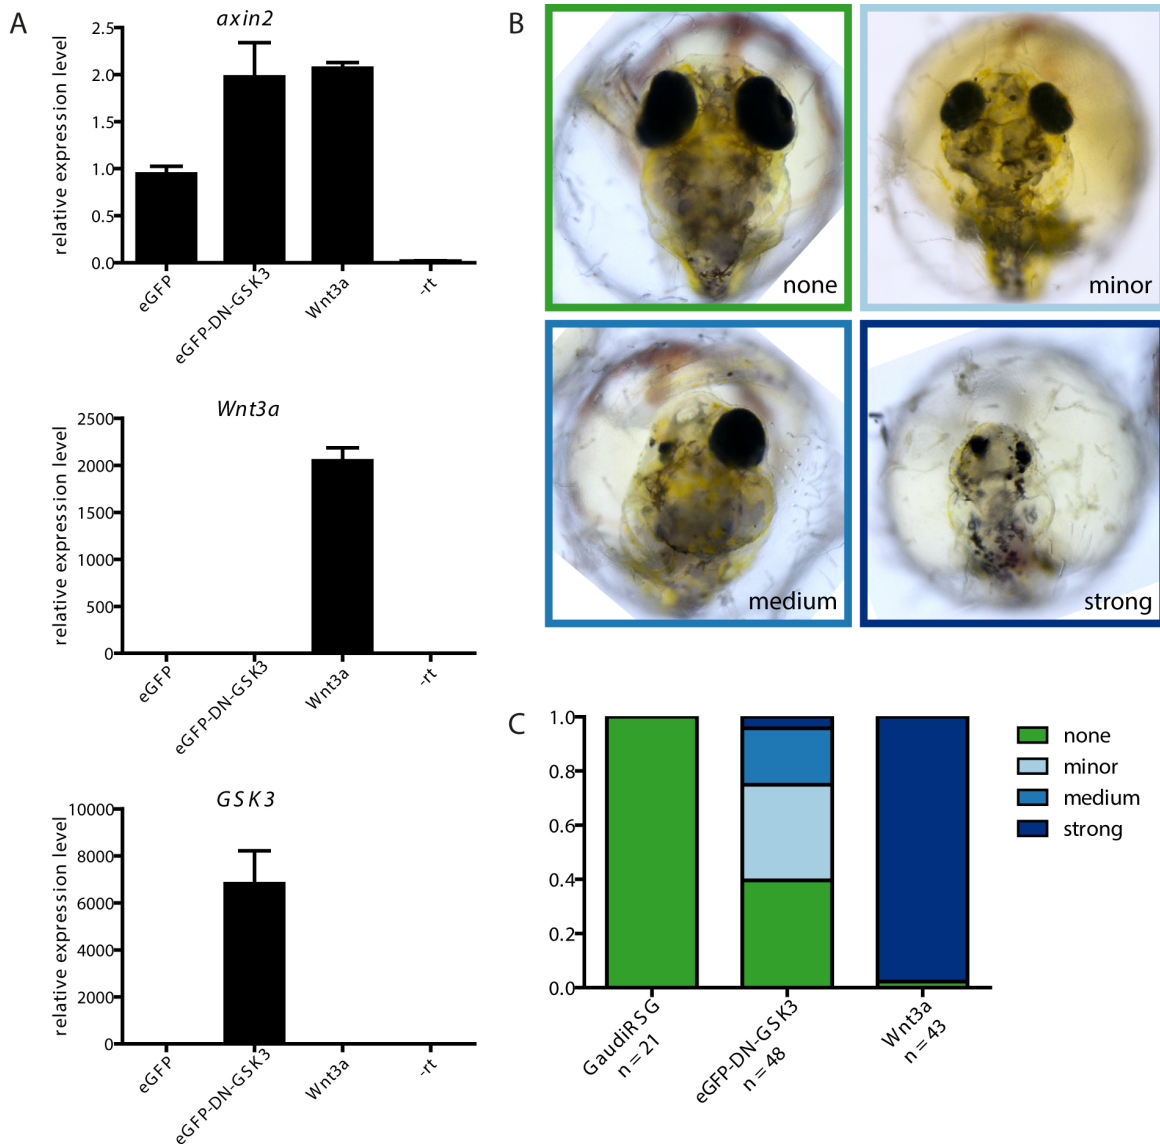 A
axin2
relative expression level
2.5
2.0
1.5
1.0
0.5
0.0
eGFP
eGFP-DN-GSK3
Wnt3a
-rt
Wnt3a
relative expression level
2500
2000
1500
1000
500
0
eGFP
eGFP-DN-GSK3
Wnt3a
-rt
GSK3
relative expression level
10000
8000
6000
4000
2000
0
eGFP
eGFP-DN-GSK3
Wnt3a
-rt
B
none
minor
medium
strong
C
1.0
0.8
0.6
0.4
0.2
0.0
GaudiRSG
n = 21
eGFP-DN-GSK3
n = 48
Wnt3a
n = 43
none
minor
medium
strong